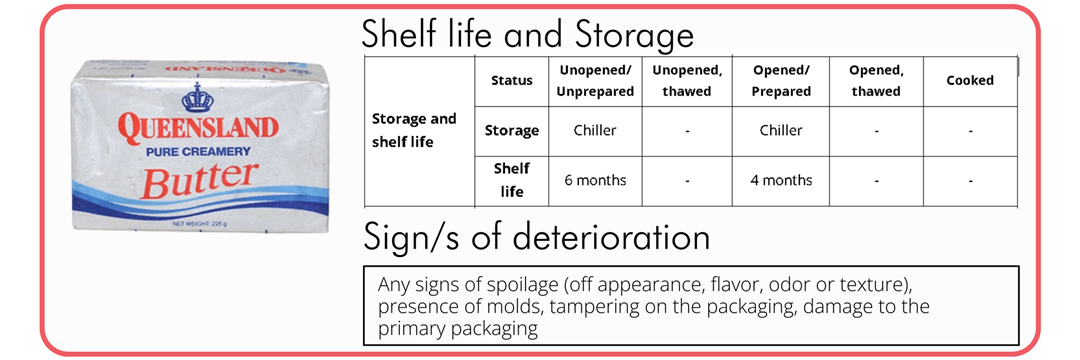 QUEENSLAND
QUEENSLAND
PURE CREAMERY
Butter
NET WEIGHT: 225 g
Shelf life and Storage
Storage and shelf life
Status
Unopened/ Unprepared
Unopened, thawed
Opened/ Prepared
Opened, thawed
Cooked
Storage
Chiller
-
Chiller
-
-
Shelf life
6 months
-
4 months
-
-
Sign/s of deterioration
Any signs of spoilage (off appearance, flavor, odor or texture),
presence of molds, tampering on the packaging, damage to the
primary packaging